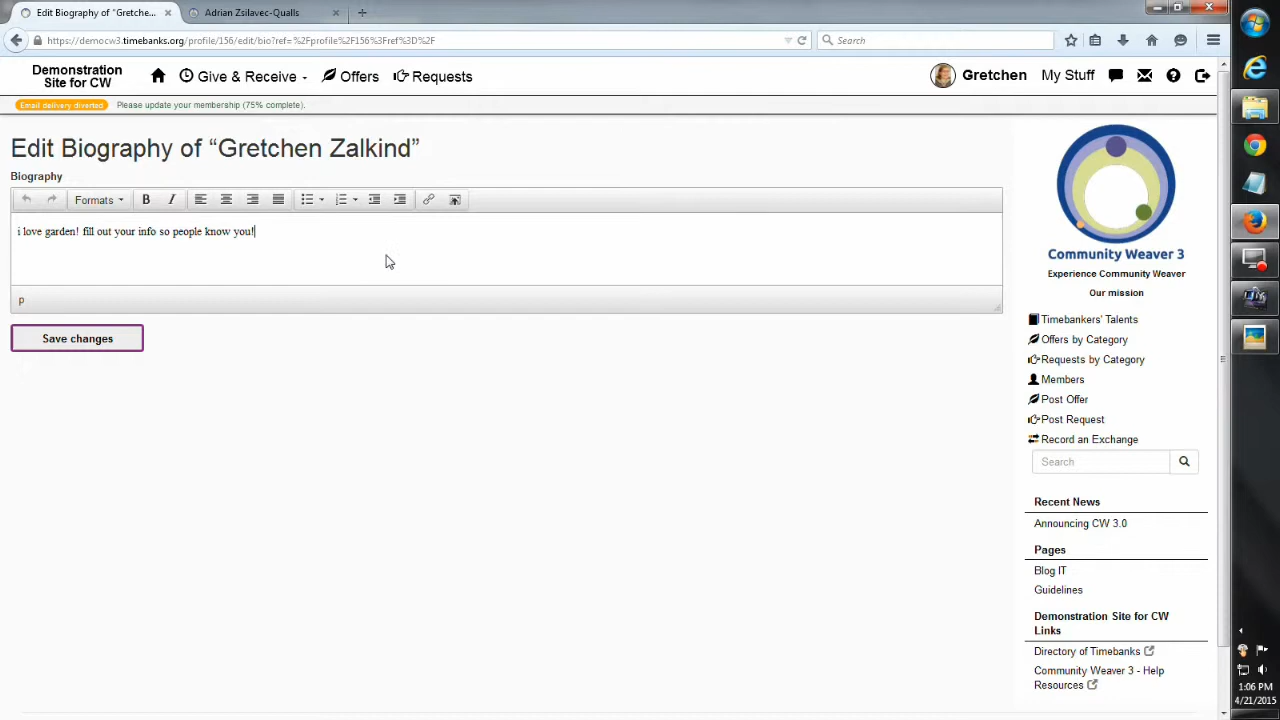 Edit Biography of "Gretche...
Adrian Zsilavec-Qualls
https://democw3.timebanks.org/profile/156/edit/bio?ref=%2Fprofile%2F156%3Fref%3D%2F
Search
Demonstration
Site for CW
Give & Receive
Offers
Requests
Gretchen
My Stuff
Email delivery diverted
Please update your membership (75% complete).
Edit Biography of “Gretchen Zalkind”
Biography
Formats
B
I
i love garden! fill out your info so people know you!
p
Save changes
Community Weaver 3
Experience Community Weaver
Our mission
Timebankers' Talents
Offers by Category
Requests by Category
Members
Post Offer
Post Request
Record an Exchange
Search
Recent News
Announcing CW 3.0
Pages
Blog IT
Guidelines
Demonstration Site for CW
Links
Directory of Timebanks
Community Weaver 3 - Help
Resources
1:06 PM
4/21/2015